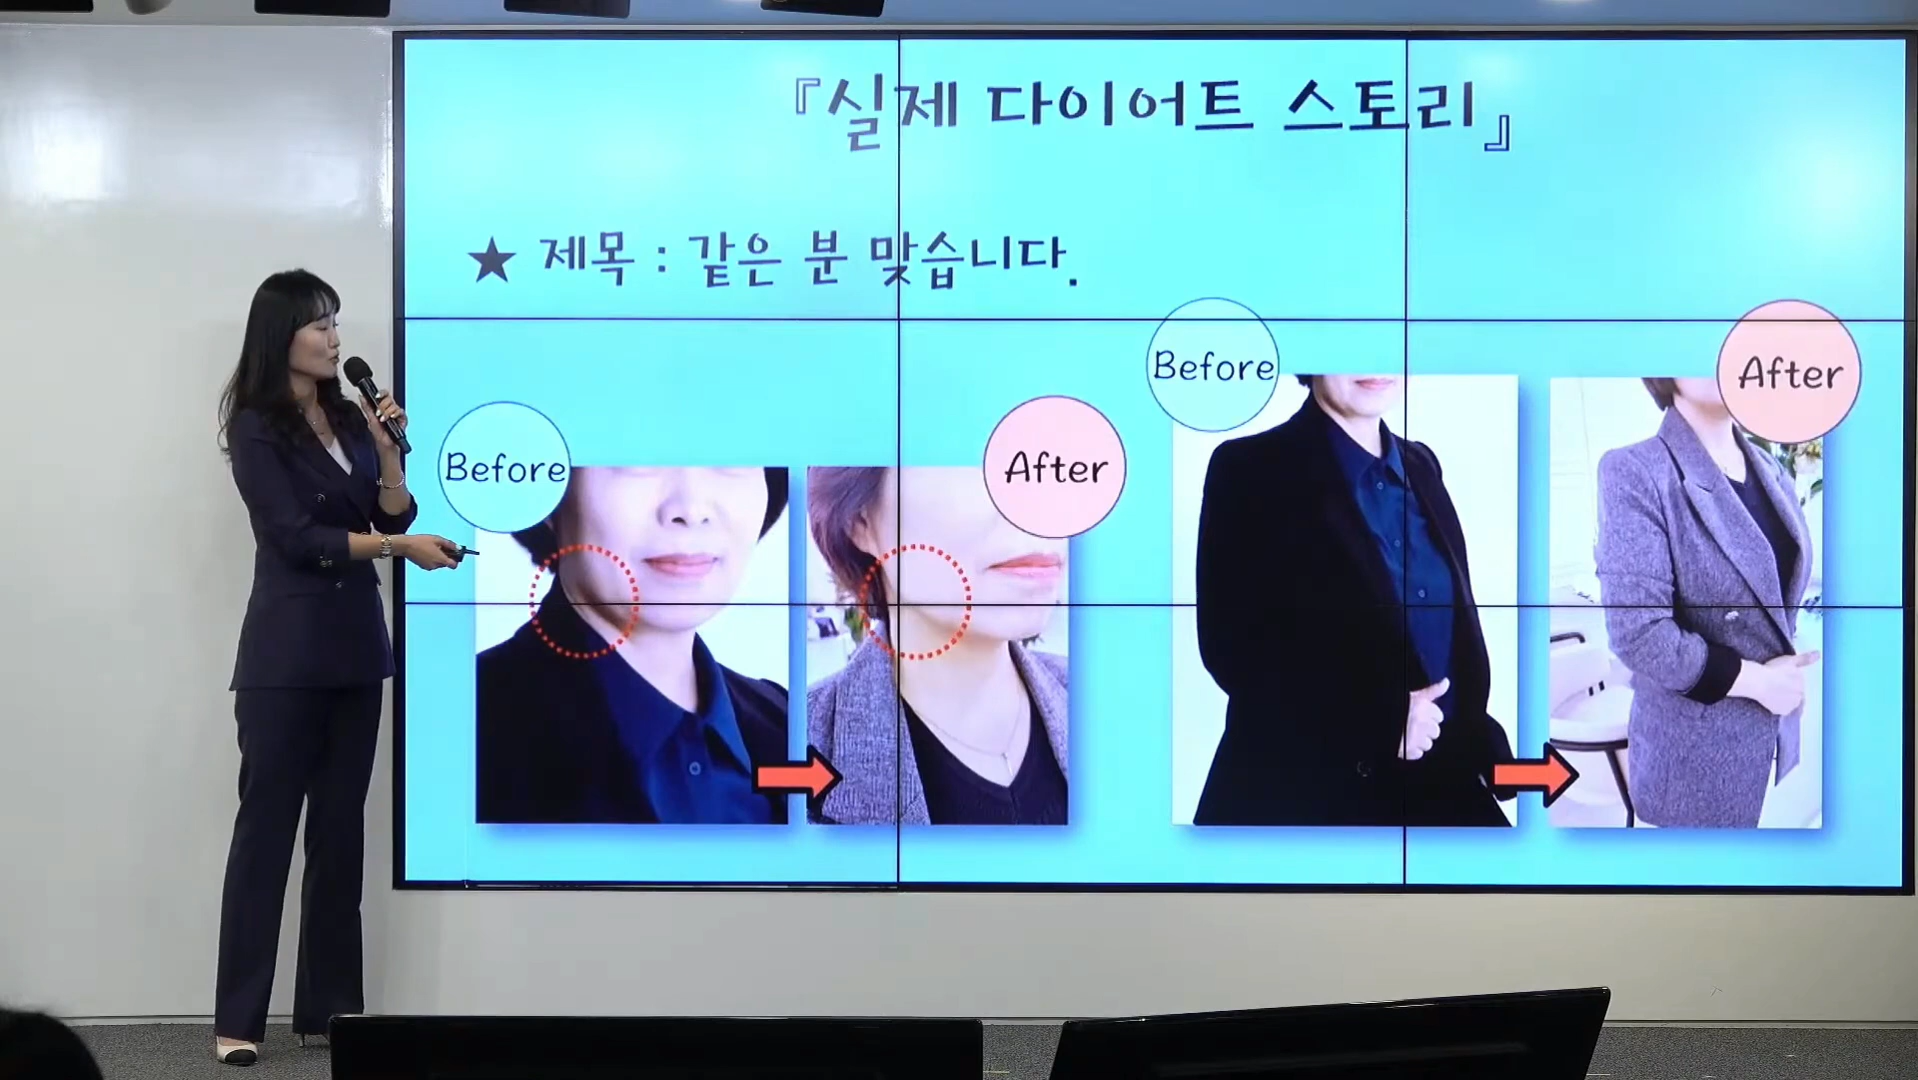 『실제 다이어트 스토리』
★ 제목 : 같은 분 맞습니다.
Before
After
Before
After